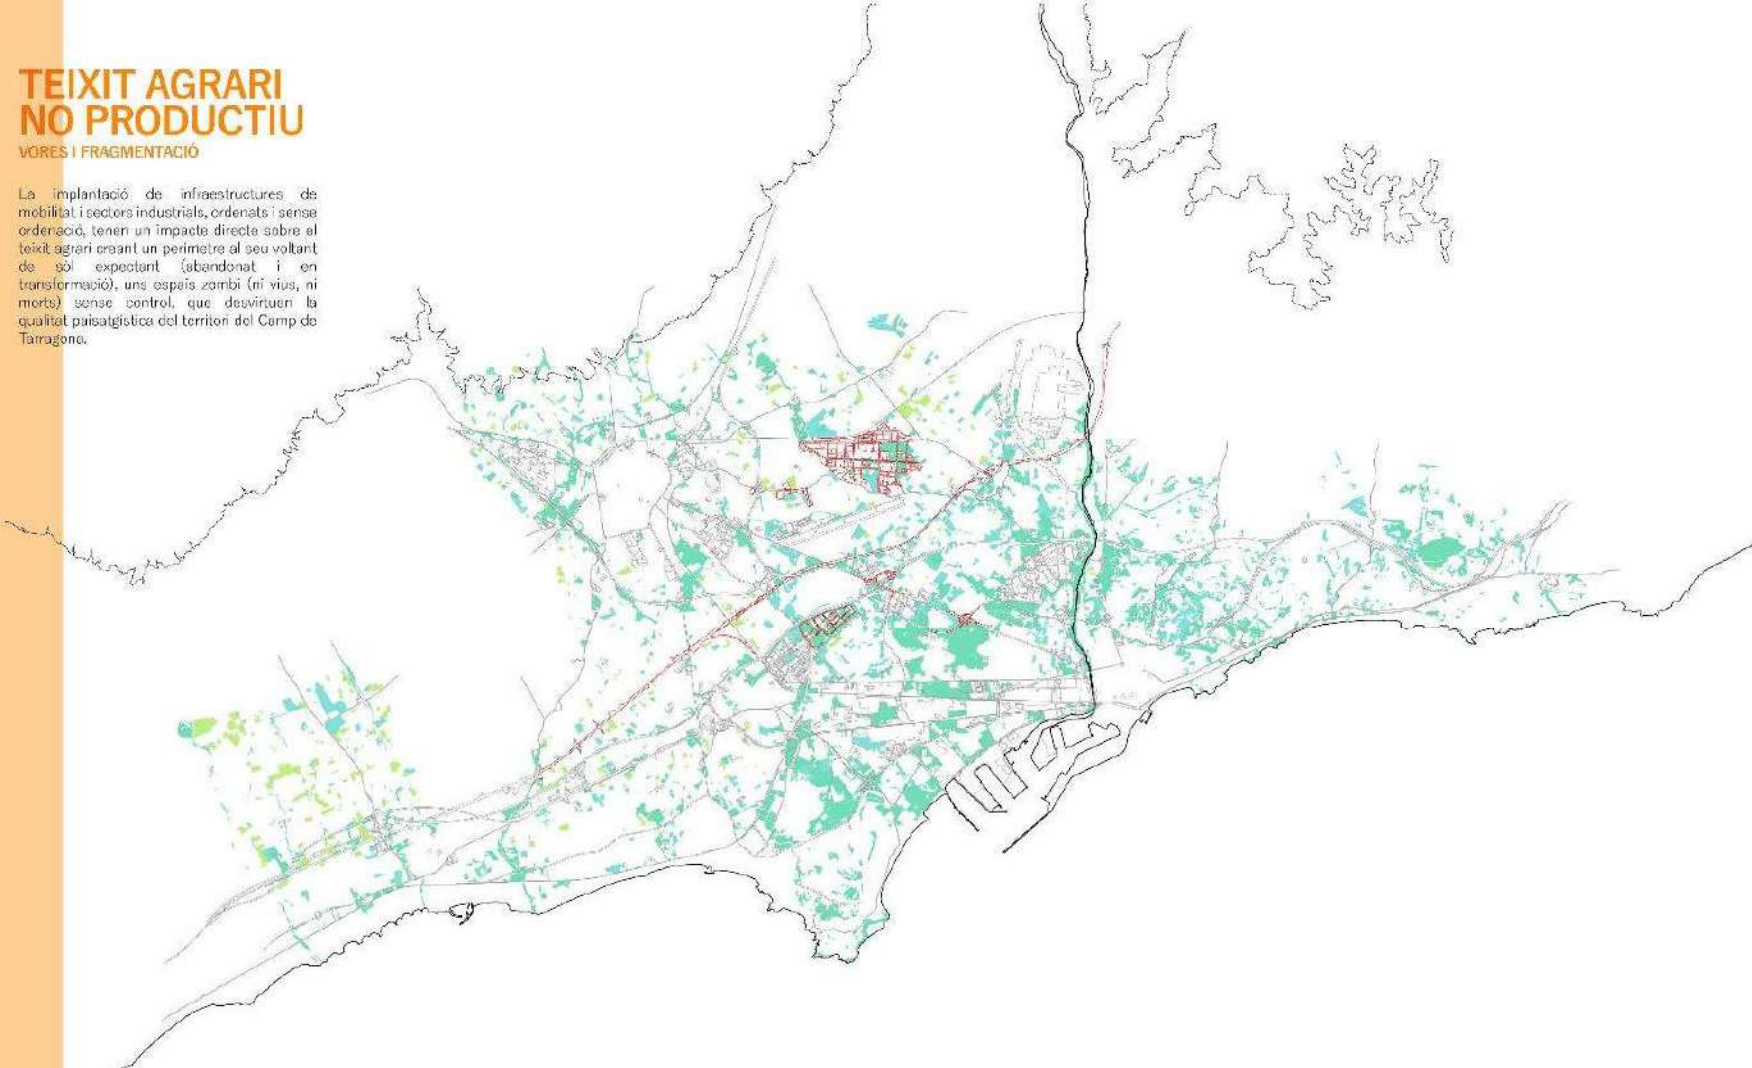 TEIXIT AGRARI
NO PRODUCTIU
VORES I FRAGMENTACIÓ
La implantació de infraestructures de
mobilitat i sectors industrials, ordenats i sense
ordenació, tenen un impacte directe sobre el
teixit agrari creant un perimetre al seu voltant
de sòl expectant (abandonat i en
transformació), uns espais zombi (ni vius, ni
morts) sense control, que desvirtuen la
qualitat paisatgística del territori del Camp de
Tarragona.